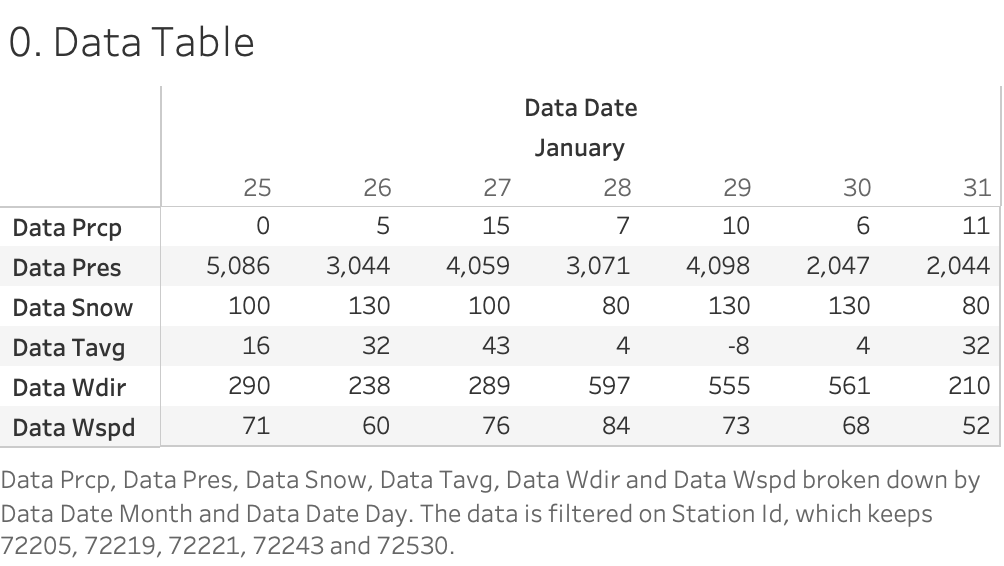 0. Data Table
Data Date
January
25 26 27 28 29 30 31
Data Prcp 0 5 15 7 10 6 11
Data Pres 5,086 3,044 4,059 3,071 4,098 2,047 2,044
Data Snow 100 130 100 80 130 130 80
Data Tavg 16 32 43 4 -8 4 32
Data Wdir 290 238 289 597 555 561 210
Data Wspd 71 60 76 84 73 68 52
Data Prcp, Data Pres, Data Snow, Data Tavg, Data Wdir and Data Wspd broken down by
Data Date Month and Data Date Day. The data is filtered on Station Id, which keeps
72205, 72219, 72221, 72243 and 72530.